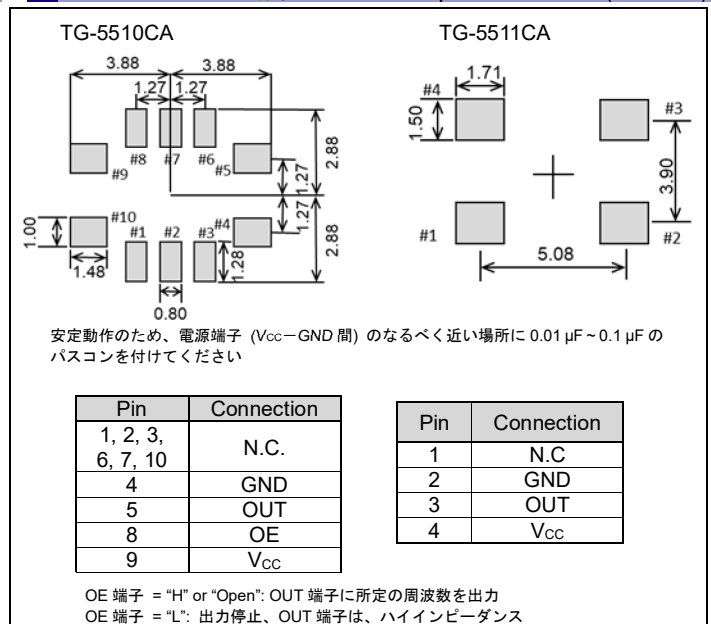 TG-5510CA
3.88 3.88
1.27 1.27
#8 #7 #6
#9 #5
2.88
1.27
#10
1.00
#1 #2 #3 #4
1.27
2.88
1.48
1.28
0.80
TG-5511CA
1.71
#4
1.50
#3
3.90
#1 #2
5.08
安定動作のため、電源端子 (Vcc－GND 間) のなるべく近い場所に 0.01 μF ~ 0.1 μF の
パスコンを付けてください
Pin Connection
1, 2, 3,
6, 7, 10 N.C.
4 GND
5 OUT
8 OE
9 Vcc
Pin Connection
1 N.C
2 GND
3 OUT
4 Vcc
OE 端子 = “H” or “Open”: OUT 端子に所定の周波数を出力
OE 端子 = “L”: 出力停止、OUT 端子は、ハイインピーダンス